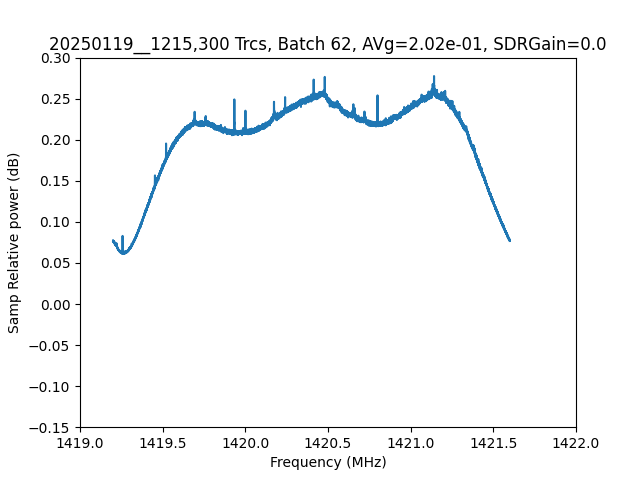 20250119__1215,300 Trcs, Batch 62, AVg=2.02e-01, SDRGain=0.0
0.30
0.25
0.20
0.15
0.10
0.05
0.00
−0.05
−0.10
−0.15
Samp Relative power (dB)
1419.0 1419.5 1420.0 1420.5 1421.0 1421.5 1422.0
Frequency (MHz)